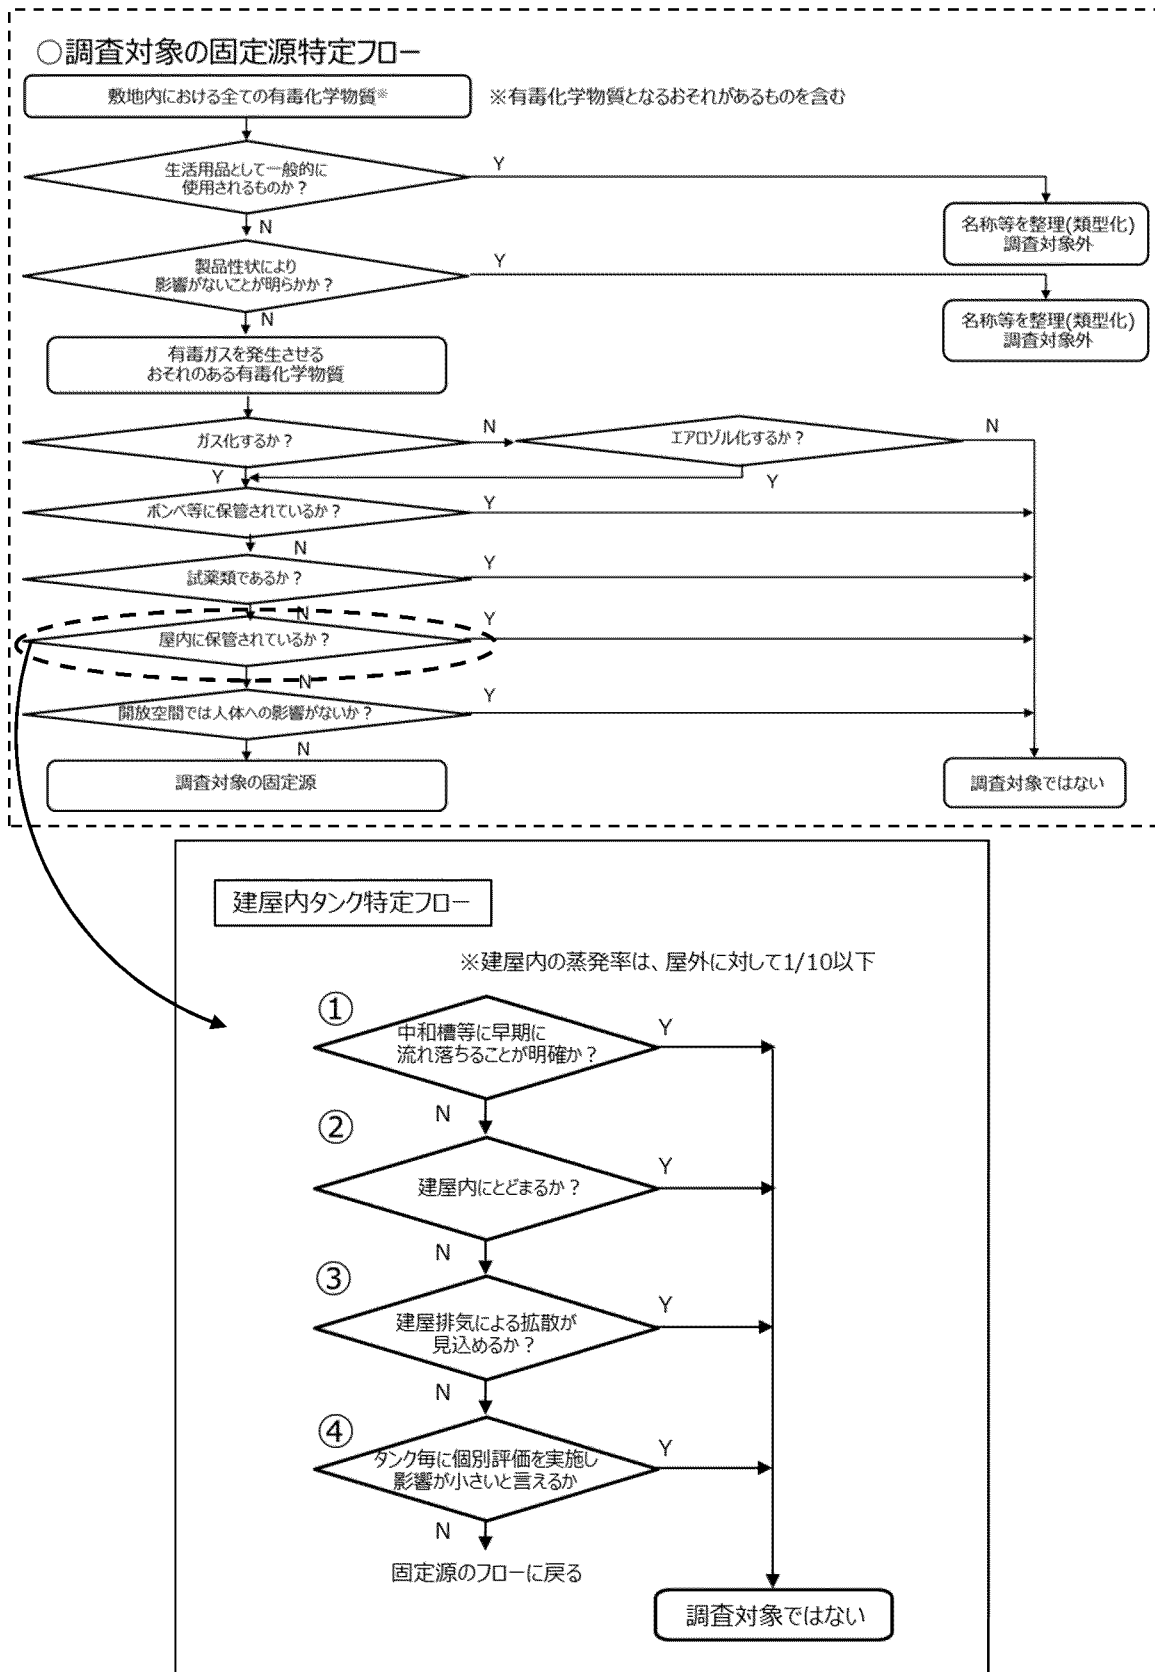 ○調査対象の固定源特定フロー
敷地内における全ての有毒化学物質※
※有毒化学物質となるおそれがあるものを含む
生活用品として一般的に
使用されるものか？
Y
N
名称等を整理(類型化)
調査対象外
製品性状により
影響がないことが明らかか？
Y
N
名称等を整理(類型化)
調査対象外
有毒ガスを発生させる
おそれのある有毒化学物質
ガス化するか？
N
エアロゾル化するか？
N
Y
Y
ボンベ等に保管されているか？
Y
N
試薬類であるか？
Y
N
屋内に保管されているか？
Y
N
開放空間では人体への影響がないか？
Y
N
調査対象の固定源
調査対象ではない
建屋内タンク特定フロー
※建屋内の蒸発率は、屋外に対して1/10以下
①
中和槽等に早期に
流れ落ちることが明確か？
Y
N
②
建屋内にとどまるか？
Y
N
③
建屋排気による拡散が
見込めるか？
Y
N
④
タンク毎に個別評価を実施し
影響が小さいと言えるか
Y
N
固定源のフローに戻る
調査対象ではない